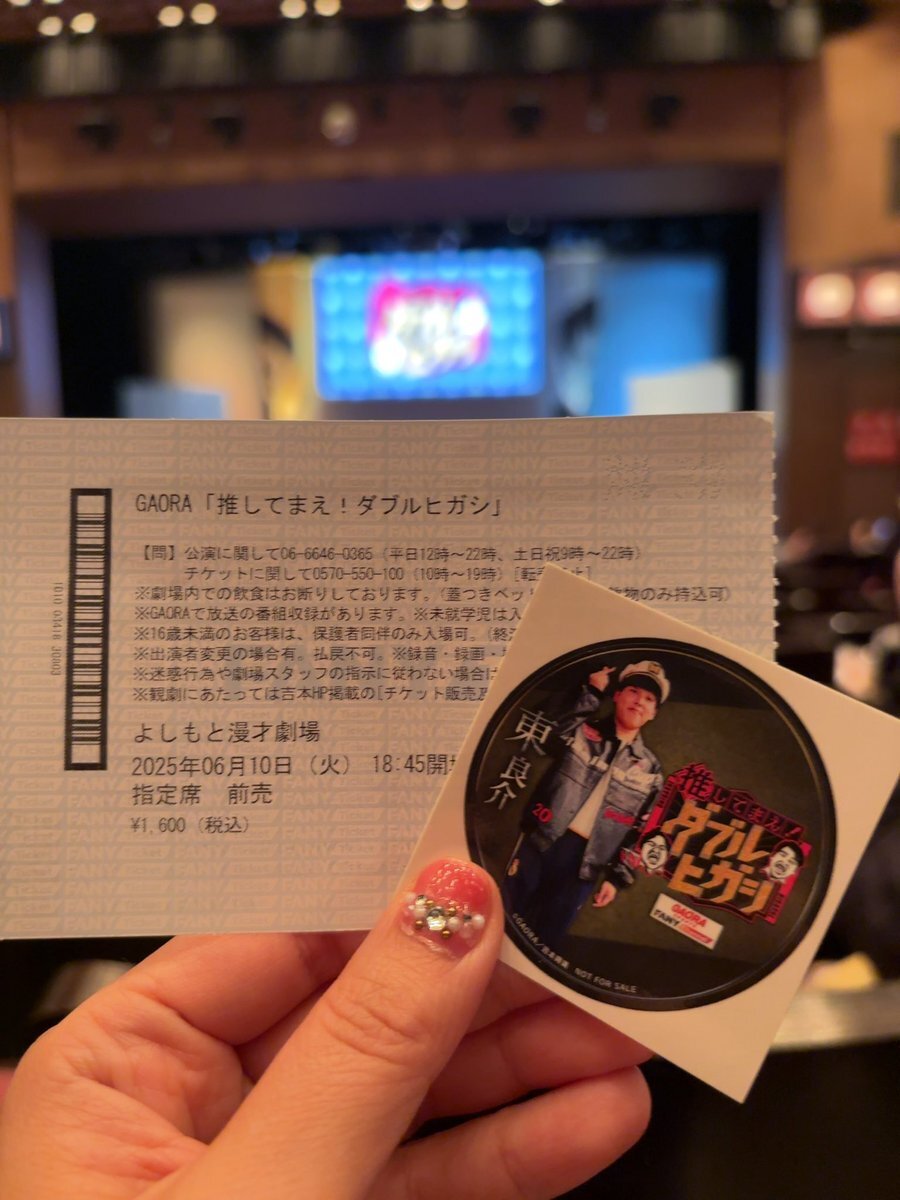 GAORA「推してまえ!ダブルヒガシ」
【問】公演に関して06-6646-0365 (平日12時～22時、土日祝9時～22時)
チケットに関して0570-550-100 (10時～19時) [転
※劇場内での飲食はお断りしております。(蓋つきペッ 物のみ持込可)
※GAORAで放送の番組収録があります。※未就学児は入
※16歳未満のお客様は、保護者同伴のみ入場可。(終
※出演者変更の場合有。払戻不可。※録音・録画・
※迷惑行為や劇場スタッフの指示に従わない場合は
※観劇にあたっては吉本HP掲載の[チケット販売及
よしもと漫才劇場
2025年06月10日 (火) 18:45開
指定席 前売
¥1,600 (税込)
東 良介
推してまえ!
ダブル
ヒガシ
GAORA
FANY
©GAORA/吉本興業 NOT FOR SALE